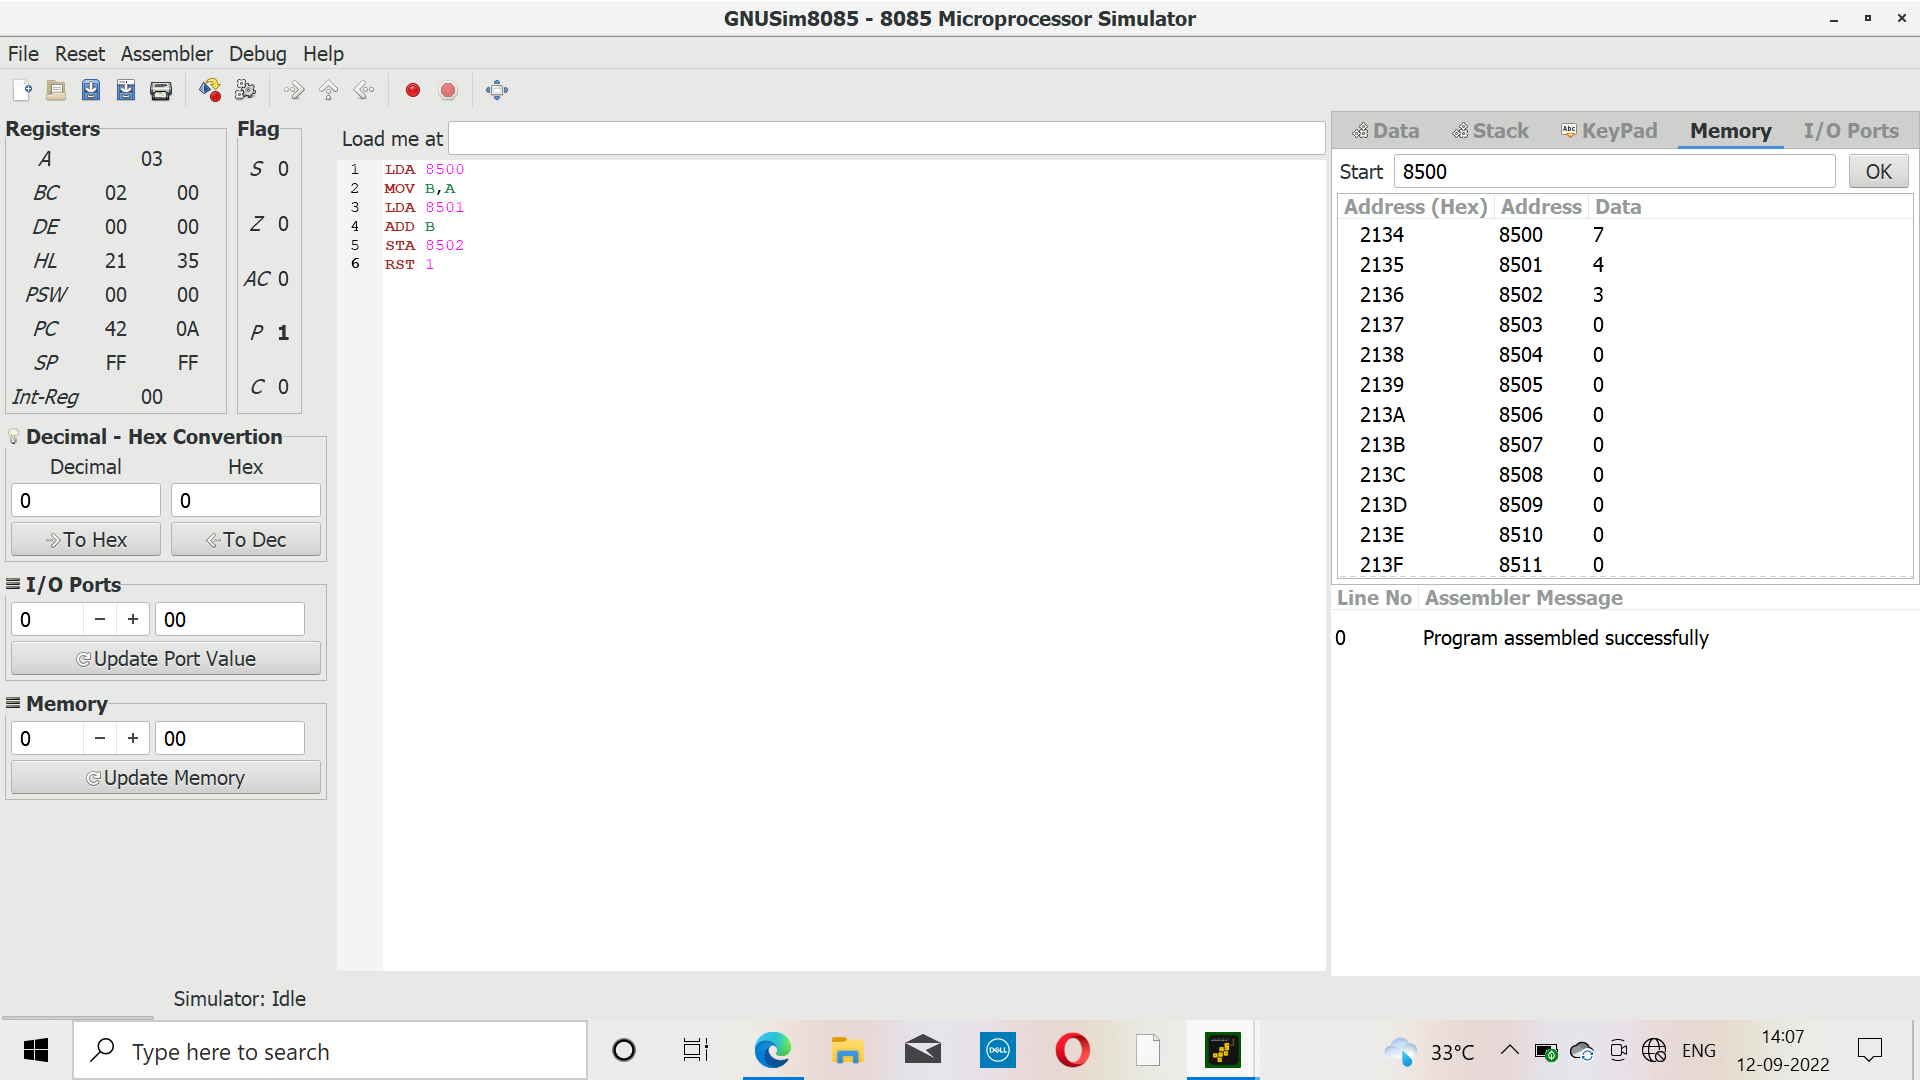 GNUSim8085 - 8085 Microprocessor Simulator
File Reset Assembler Debug Help
Registers
A 03
BC 02 00
DE 00 00
HL 21 35
PSW 00 00
PC 42 0A
SP FF FF
Int-Reg 00
Flag
S 0
Z 0
AC 0
P 1
C 0
Decimal - Hex Convertion
Decimal Hex
0 0
To Hex To Dec
I/O Ports
0 − + 00
Update Port Value
Memory
0 − + 00
Update Memory
Load me at
1 LDA 8500
2 MOV B,A
3 LDA 8501
4 ADD B
5 STA 8502
6 RST 1
Data Stack Abc KeyPad Memory I/O Ports
Start 8500 OK
Address (Hex) Address Data
2134 8500 7
2135 8501 4
2136 8502 3
2137 8503 0
2138 8504 0
2139 8505 0
213A 8506 0
213B 8507 0
213C 8508 0
213D 8509 0
213E 8510 0
213F 8511 0
Line No Assembler Message
0 Program assembled successfully
Simulator: Idle
Type here to search
DELL
33°C
ENG
14:07
12-09-2022